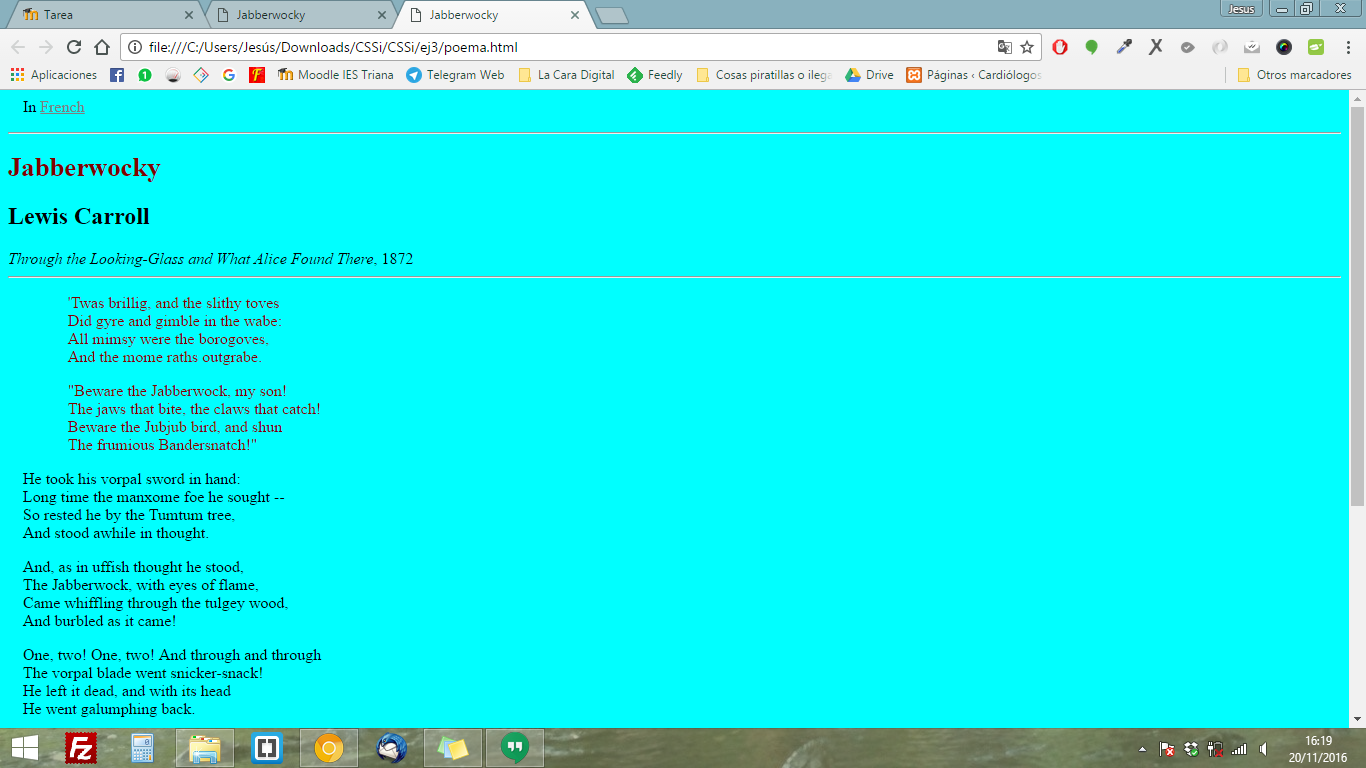 Tarea
Jabberwocky
Jabberwocky
Jesus
file:///C:/Users/Jesús/Downloads/CSSi/CSSi/ej3/poema.html
Aplicaciones
Moodle IES Triana
Telegram Web
La Cara Digital
Feedly
Cosas piratillas o ilega
Drive
Páginas ‹ Cardiólogos
Otros marcadores
In French
Jabberwocky
Lewis Carroll
Through the Looking-Glass and What Alice Found There, 1872
'Twas brillig, and the slithy toves
Did gyre and gimble in the wabe:
All mimsy were the borogoves,
And the mome raths outgrabe.
"Beware the Jabberwock, my son!
The jaws that bite, the claws that catch!
Beware the Jubjub bird, and shun
The frumious Bandersnatch!"
He took his vorpal sword in hand:
Long time the manxome foe he sought --
So rested he by the Tumtum tree,
And stood awhile in thought.
And, as in uffish thought he stood,
The Jabberwock, with eyes of flame,
Came whiffling through the tulgey wood,
And burbled as it came!
One, two! One, two! And through and through
The vorpal blade went snicker-snack!
He left it dead, and with its head
He went galumphing back.
16:19
20/11/2016